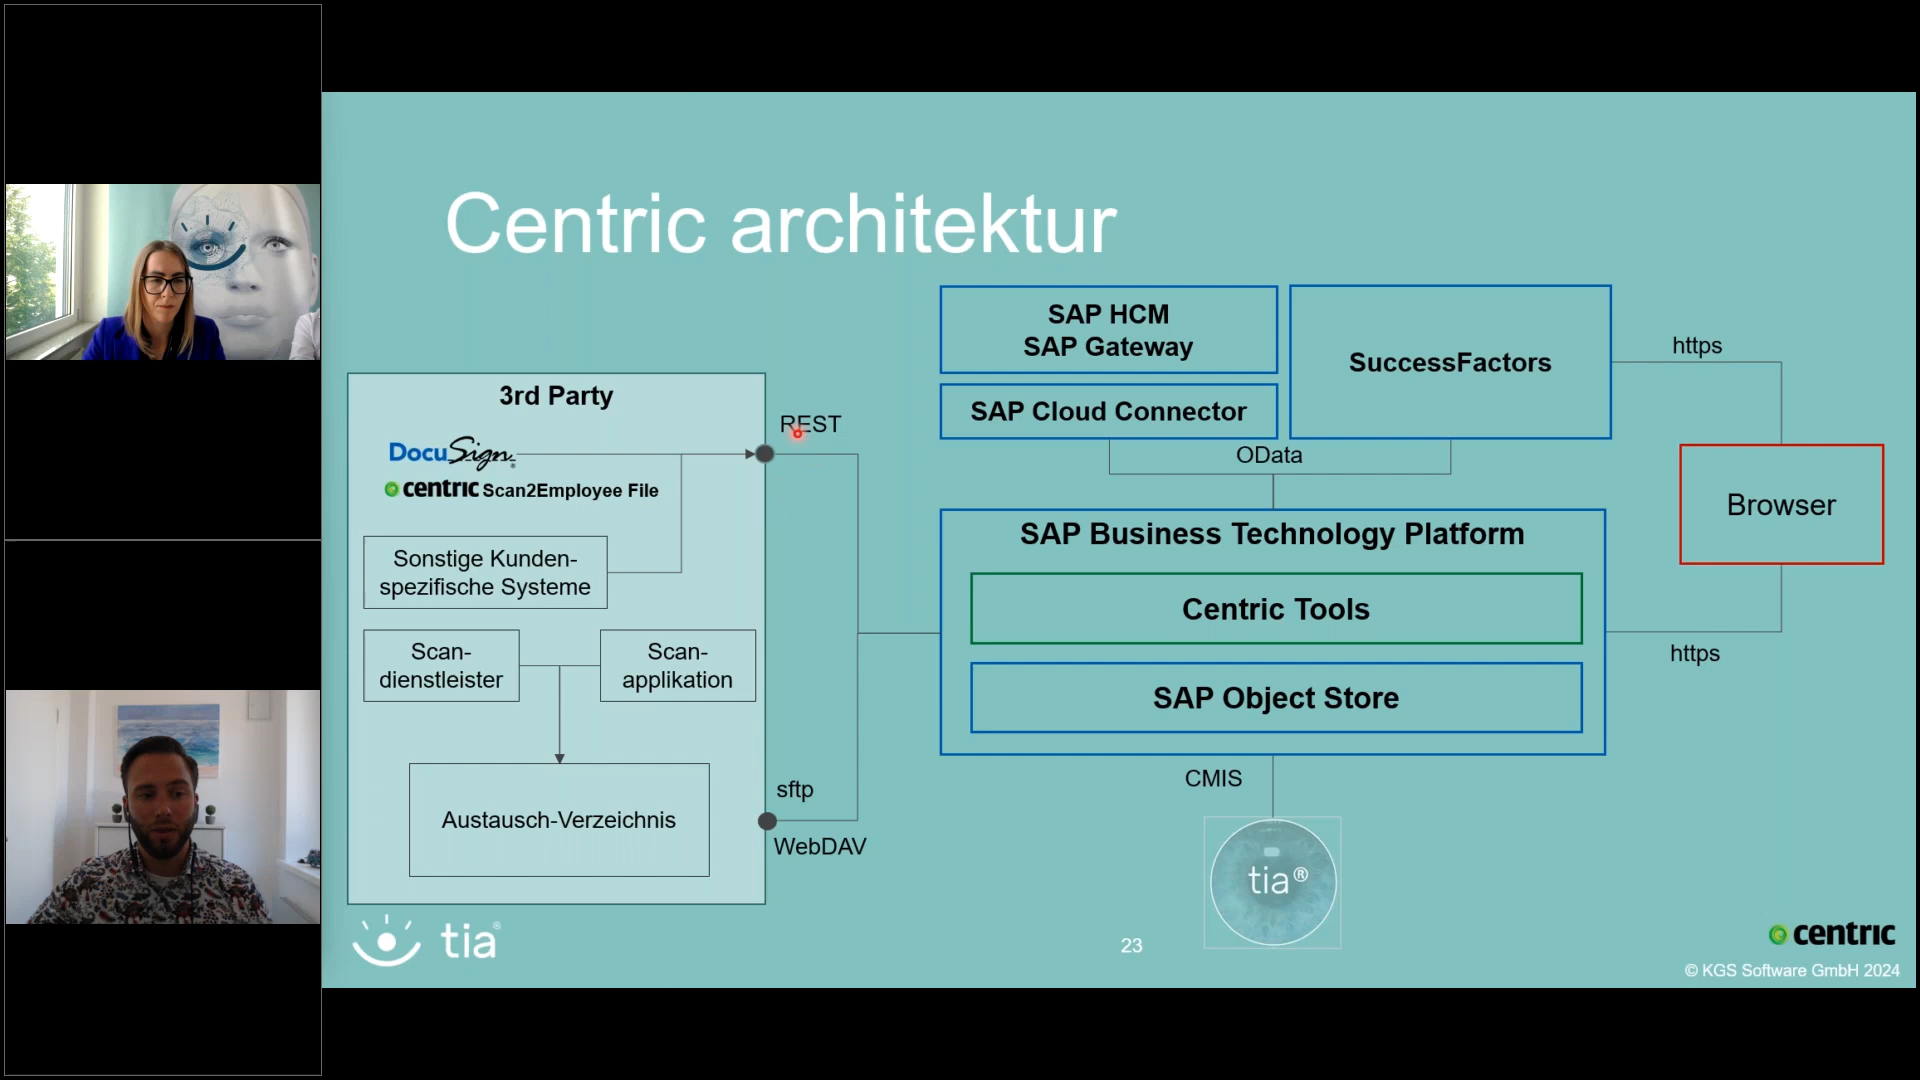 Centric architektur
3rd Party
DocuSign®
centric Scan2Employee File
Sonstige Kunden-
spezifische Systeme
Scan-
dienstleister
Scan-
applikation
Austausch-Verzeichnis
REST
sftp
WebDAV
SAP HCM
SAP Gateway
SAP Cloud Connector
SuccessFactors
OData
SAP Business Technology Platform
Centric Tools
SAP Object Store
CMIS
tia®
https
Browser
https
tia®
23
centric
© KGS Software GmbH 2024